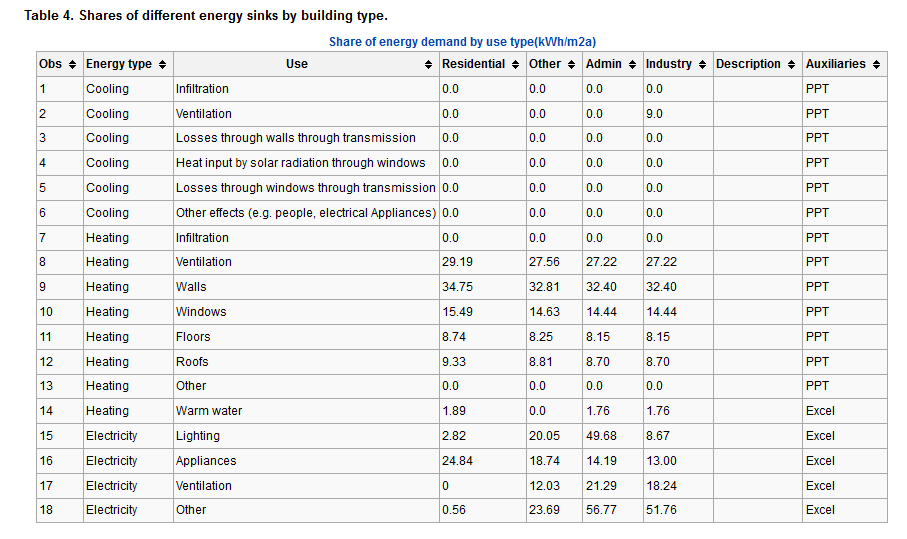 Table 4. Shares of different energy sinks by building type.
Share of energy demand by use type(kWh/m2a)
Obs Energy type Use Residential Other Admin Industry Description Auxiliaries
1 Cooling Infiltration 0.0 0.0 0.0 0.0 PPT
2 Cooling Ventilation 0.0 0.0 0.0 9.0 PPT
3 Cooling Losses through walls through transmission 0.0 0.0 0.0 0.0 PPT
4 Cooling Heat input by solar radiation through windows 0.0 0.0 0.0 0.0 PPT
5 Cooling Losses through windows through transmission 0.0 0.0 0.0 0.0 PPT
6 Cooling Other effects (e.g. people, electrical Appliances) 0.0 0.0 0.0 0.0 PPT
7 Heating Infiltration 0.0 0.0 0.0 0.0 PPT
8 Heating Ventilation 29.19 27.56 27.22 27.22 PPT
9 Heating Walls 34.75 32.81 32.40 32.40 PPT
10 Heating Windows 15.49 14.63 14.44 14.44 PPT
11 Heating Floors 8.74 8.25 8.15 8.15 PPT
12 Heating Roofs 9.33 8.81 8.70 8.70 PPT
13 Heating Other 0.0 0.0 0.0 0.0 PPT
14 Heating Warm water 1.89 0.0 1.76 1.76 Excel
15 Electricity Lighting 2.82 20.05 49.68 8.67 Excel
16 Electricity Appliances 24.84 18.74 14.19 13.00 Excel
17 Electricity Ventilation 0 12.03 21.29 18.24 Excel
18 Electricity Other 0.56 23.69 56.77 51.76 Excel